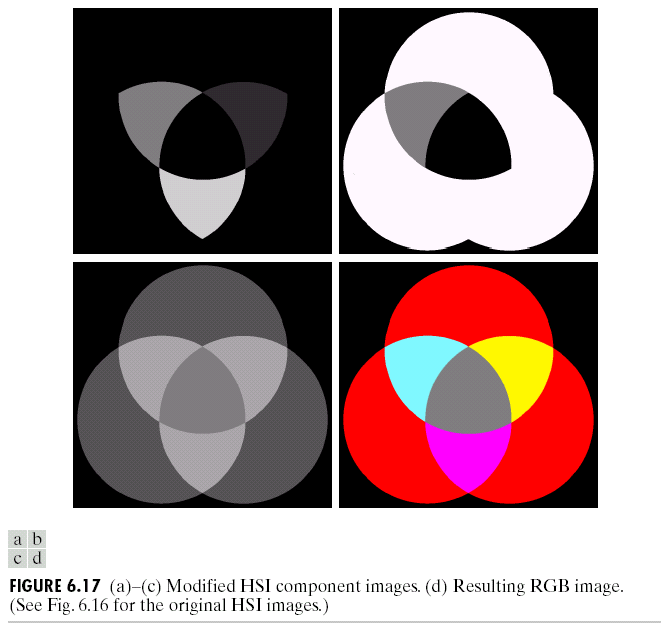 a b
c d
FIGURE 6.17 (a)–(c) Modified HSI component images. (d) Resulting RGB image.
(See Fig. 6.16 for the original HSI images.)